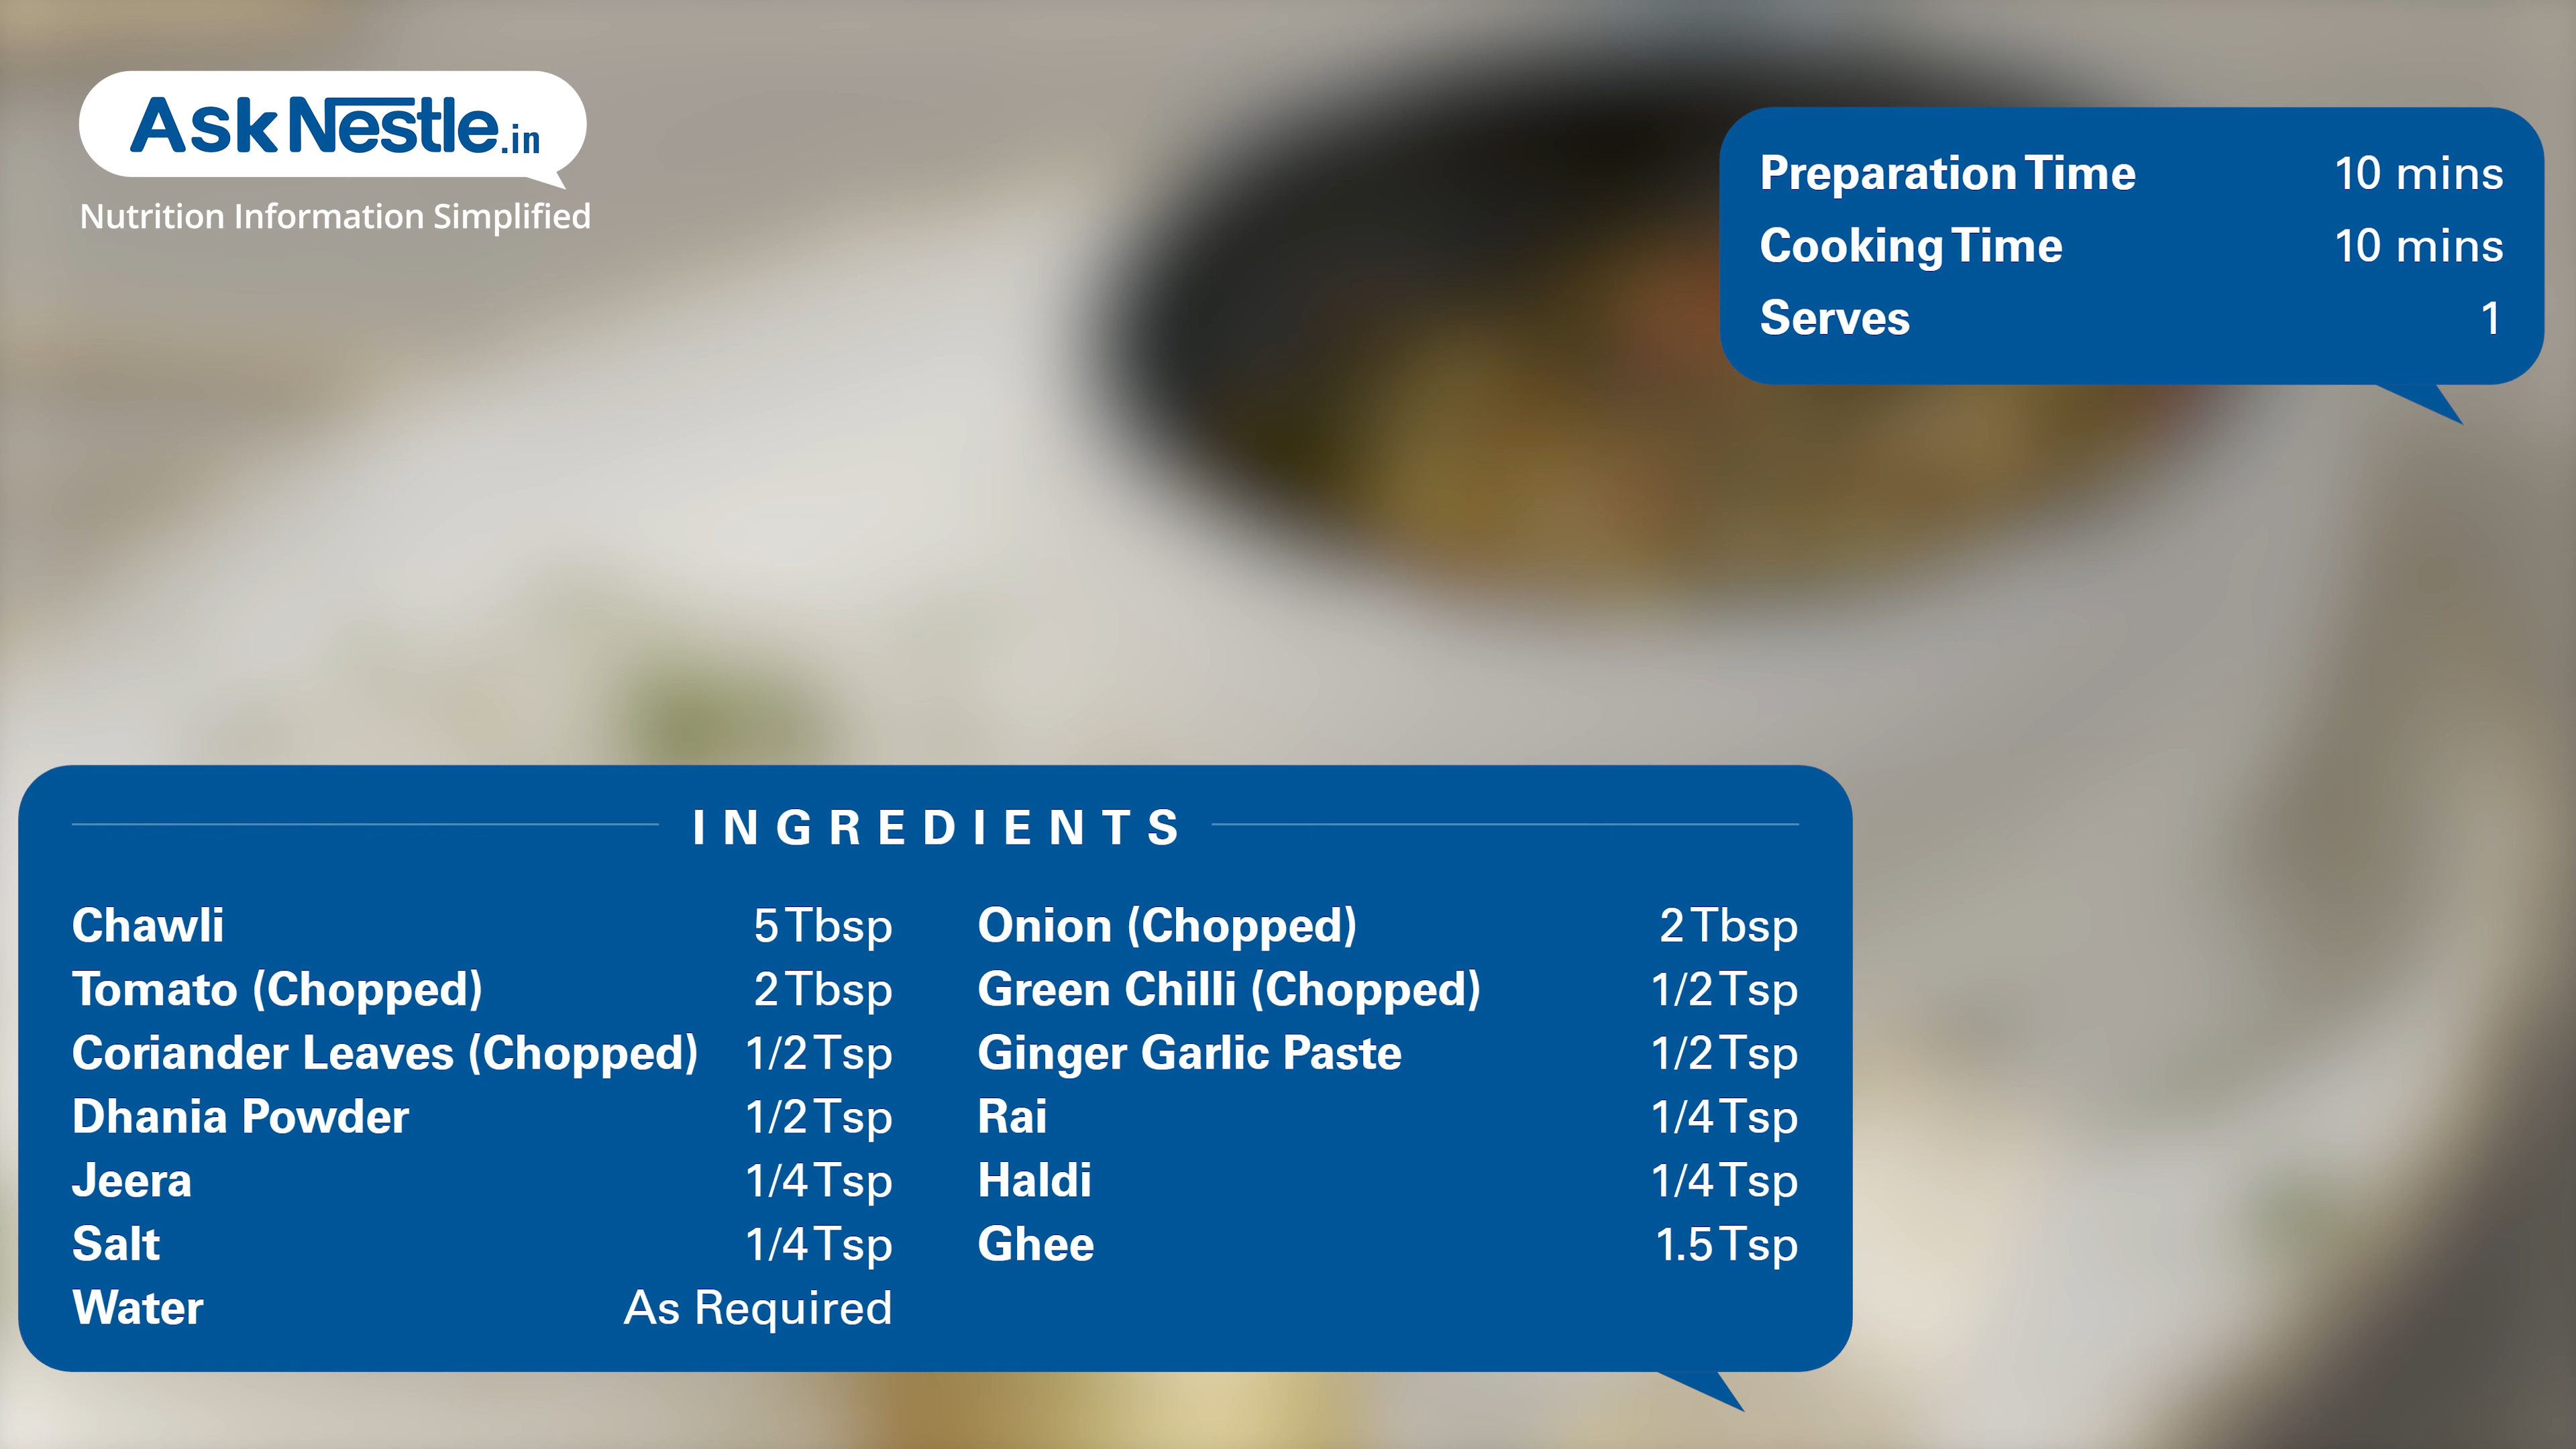 AskNestle.in
Nutrition Information Simplified
Preparation Time 10 mins
Cooking Time 10 mins
Serves 1
INGREDIENTS
Chawli 5 Tbsp
Tomato (Chopped) 2 Tbsp
Coriander Leaves (Chopped) 1/2 Tsp
Dhania Powder 1/2 Tsp
Jeera 1/4 Tsp
Salt 1/4 Tsp
Water As Required
Onion (Chopped) 2 Tbsp
Green Chilli (Chopped) 1/2 Tsp
Ginger Garlic Paste 1/2 Tsp
Rai 1/4 Tsp
Haldi 1/4 Tsp
Ghee 1.5 Tsp